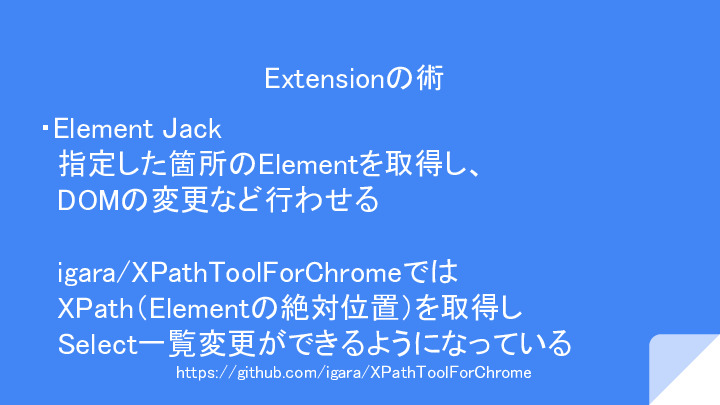 Extensionの術
・Element Jack
指定した箇所のElementを取得し、
DOMの変更など行わせる
igara/XPathToolForChromeでは
XPath(Elementの絶対位置)を取得し
Select一覧変更ができるようになっている
https://github.com/igara/XPathToolForChrome